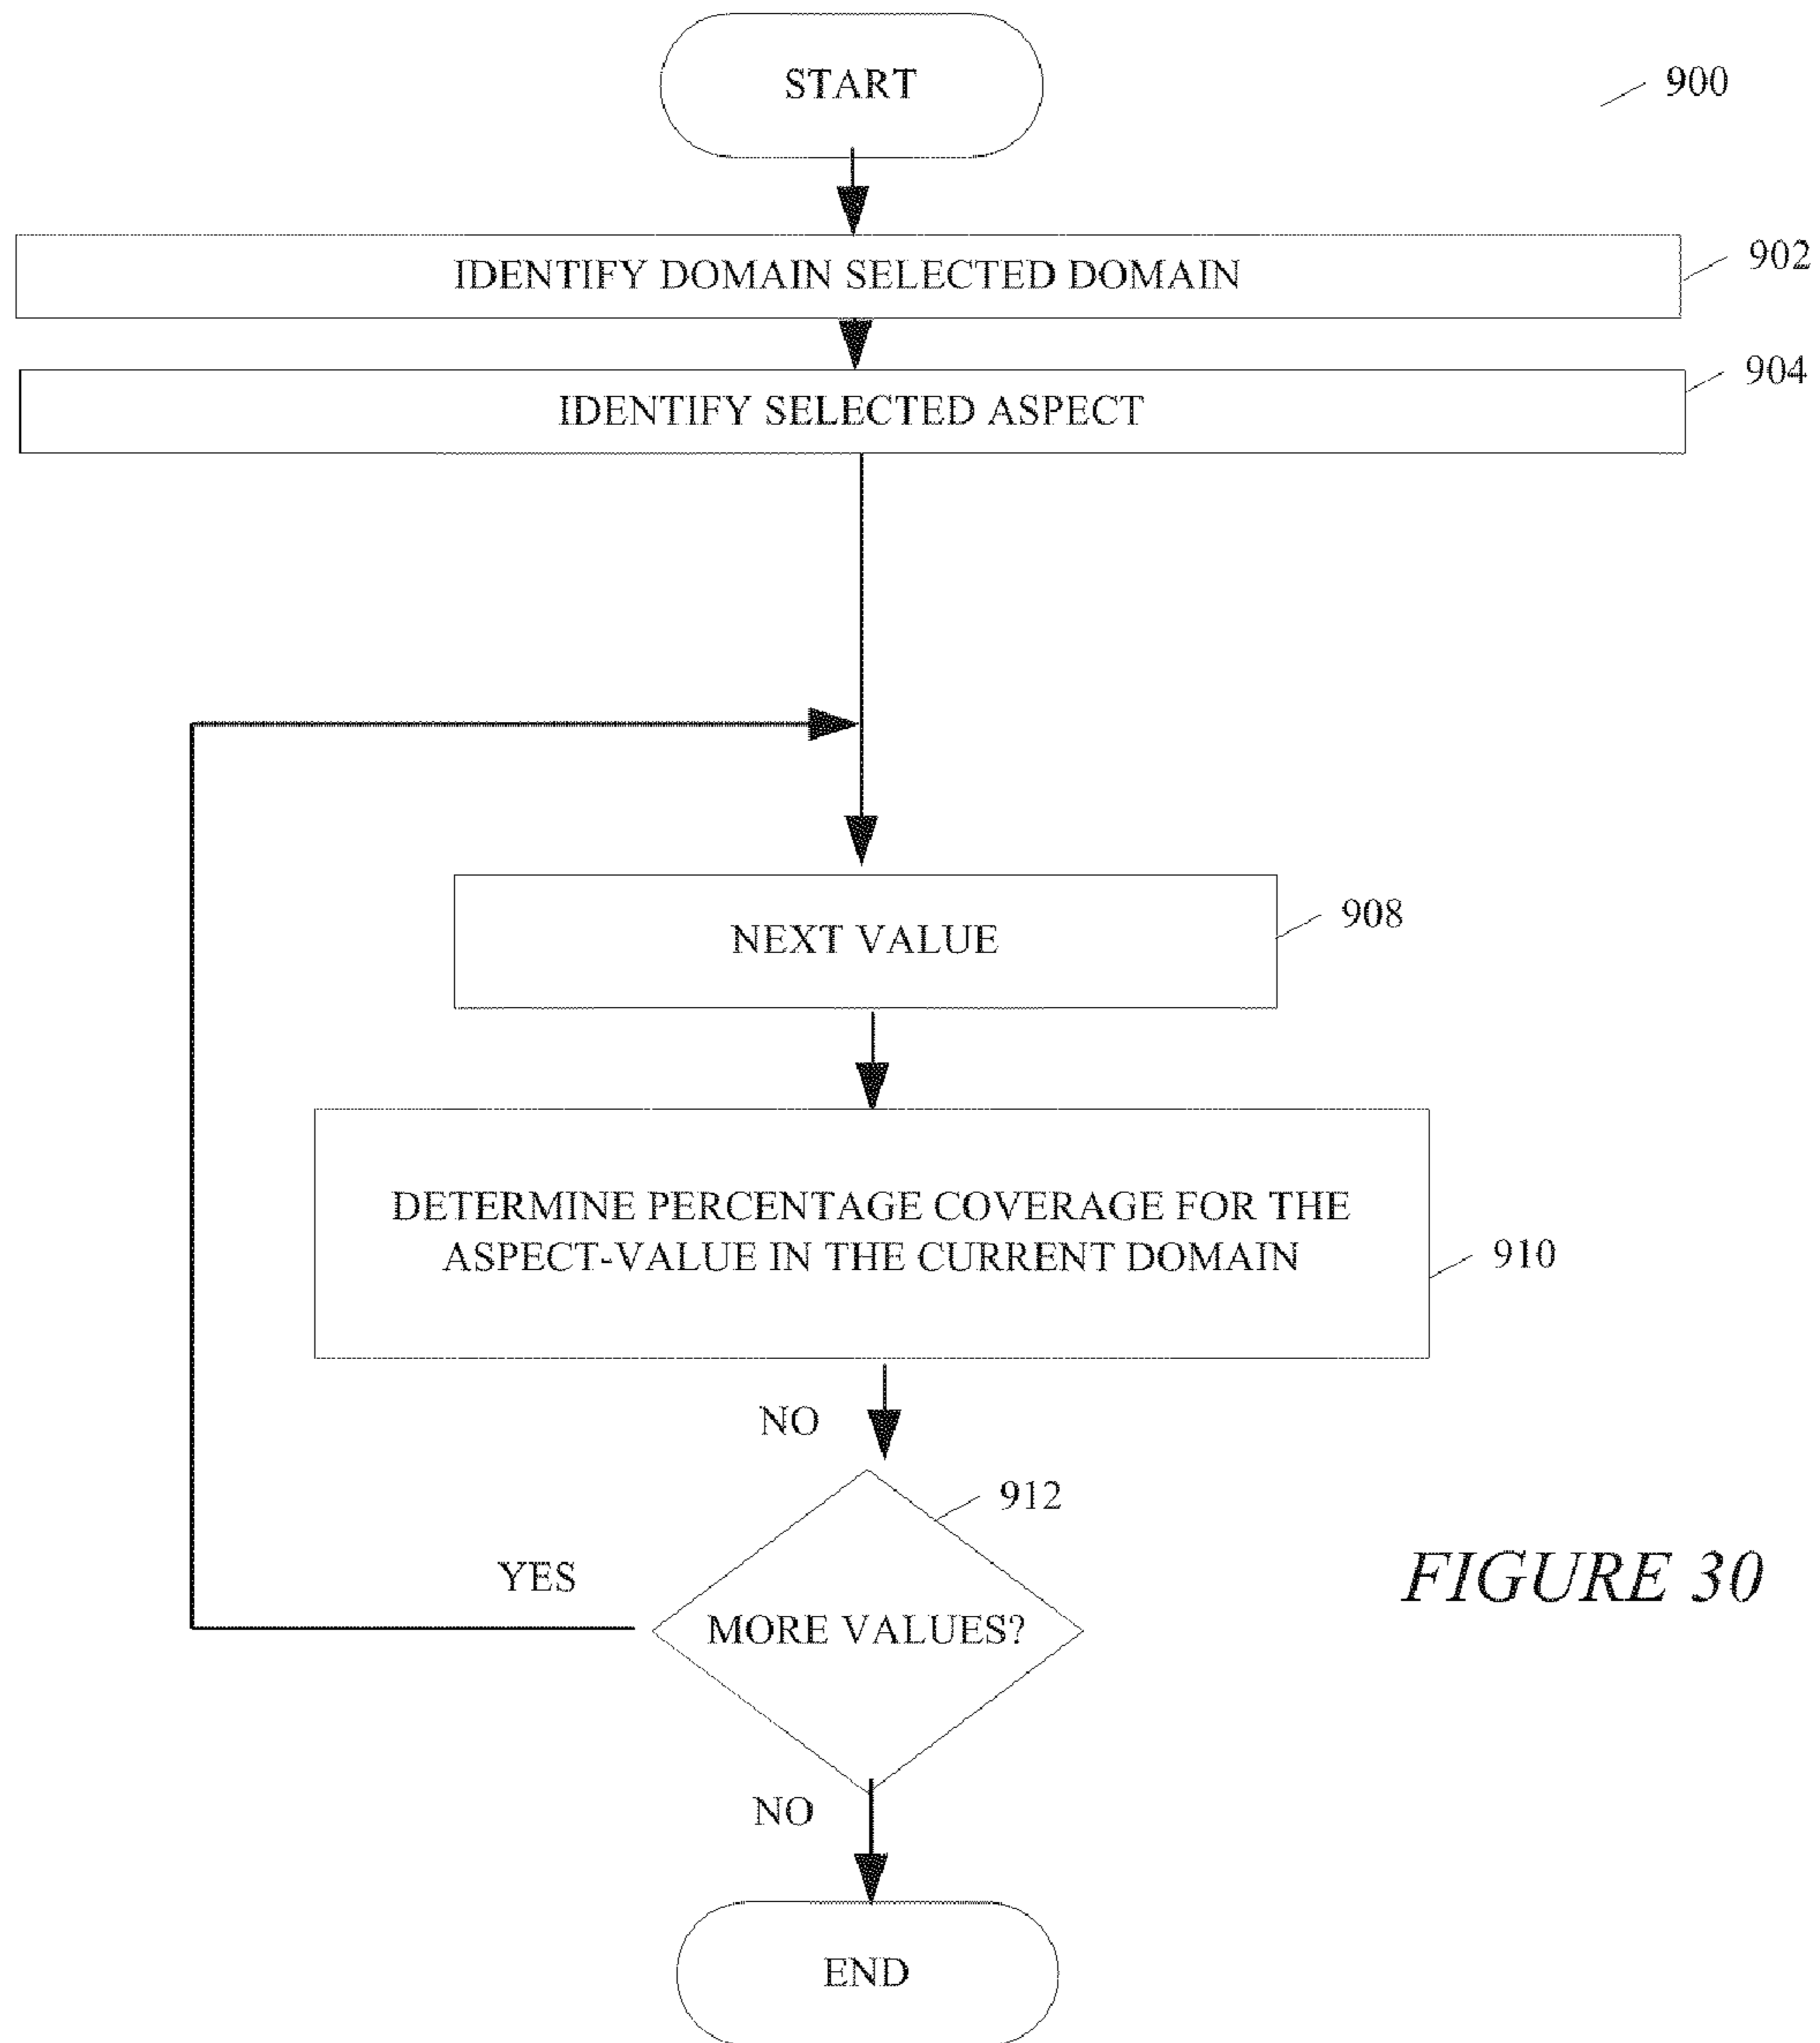 START
900
IDENTIFY DOMAIN SELECTED DOMAIN
902
IDENTIFY SELECTED ASPECT
904
NEXT VALUE
908
DETERMINE PERCENTAGE COVERAGE FOR THE
ASPECT-VALUE IN THE CURRENT DOMAIN
910
NO
912
YES
MORE VALUES?
FIGURE 30
NO
END